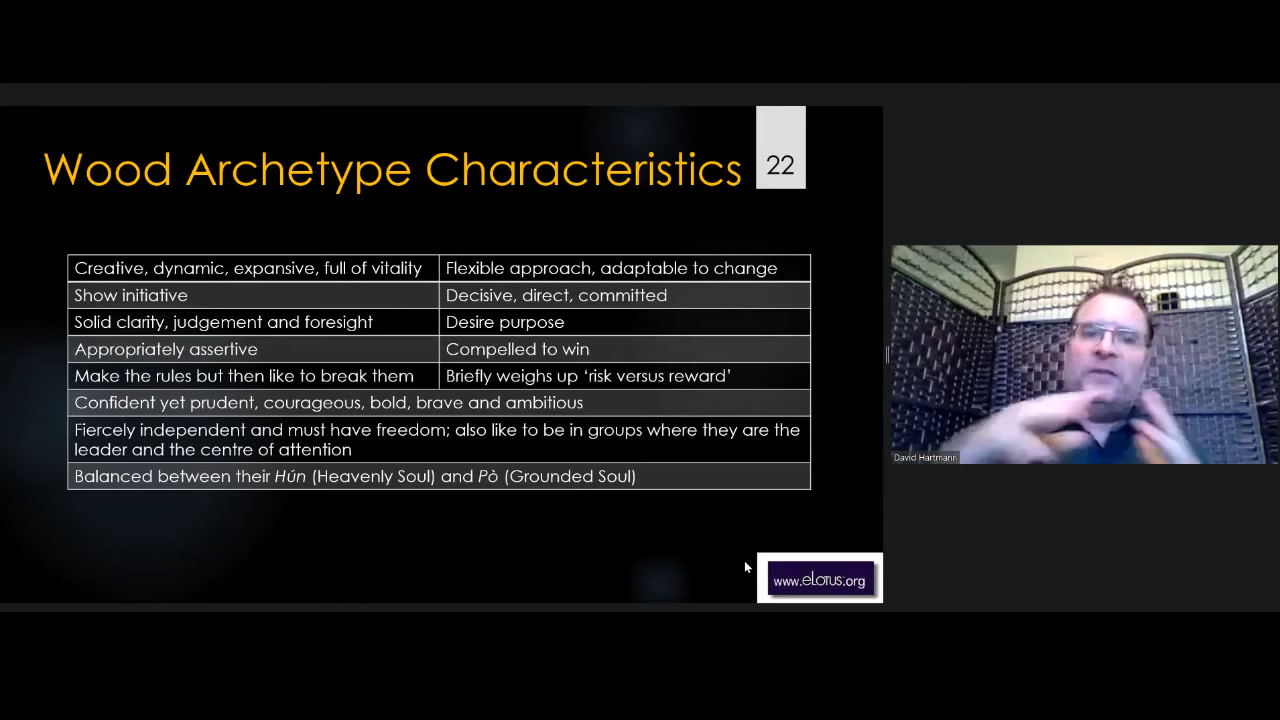 Wood Archetype Characteristics
22
Creative, dynamic, expansive, full of vitality
Flexible approach, adaptable to change
Show initiative
Decisive, direct, committed
Solid clarity, judgement and foresight
Desire purpose
Appropriately assertive
Compelled to win
Make the rules but then like to break them
Briefly weighs up ‘risk versus reward’
Confident yet prudent, courageous, bold, brave and ambitious
Fiercely independent and must have freedom; also like to be in groups where they are the
leader and the centre of attention
Balanced between their Hún (Heavenly Soul) and Pò (Grounded Soul)
www.eLotus.org
David Hartmann